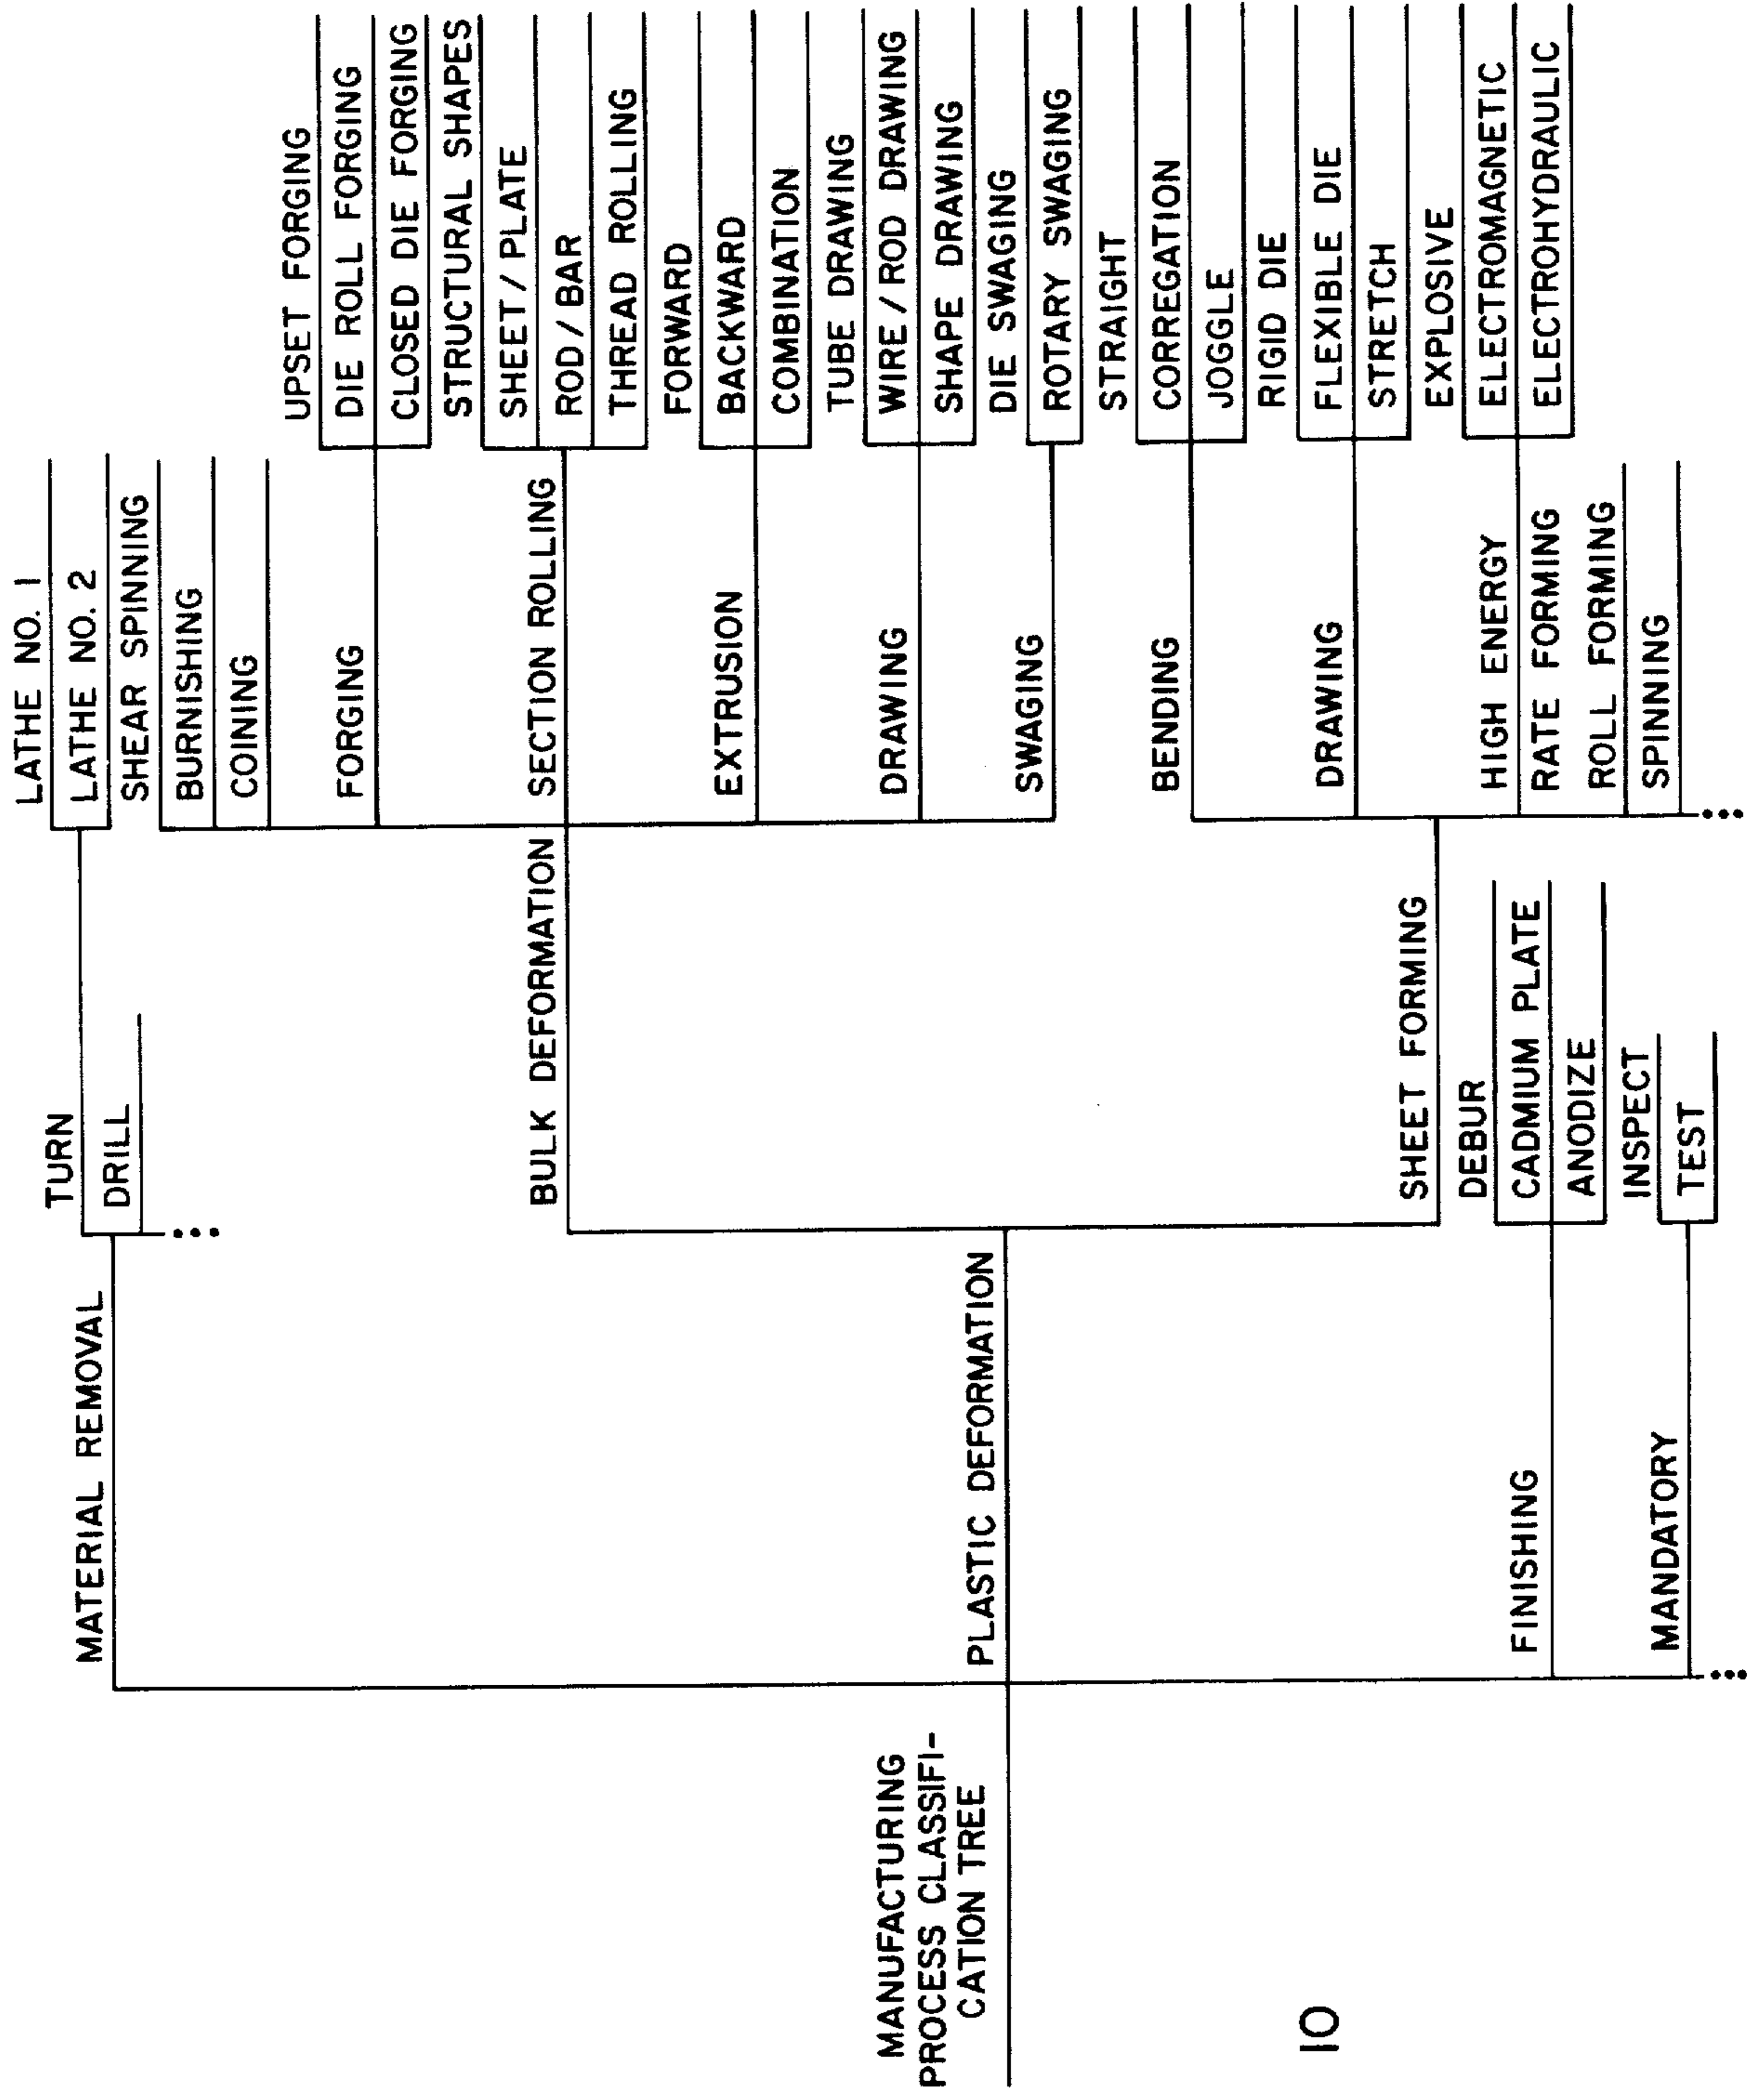 MANUFACTURING
PROCESS CLASSIFI-
CATION TREE
MATERIAL REMOVAL
TURN
LATHE NO. 1
LATHE NO. 2
DRILL
PLASTIC DEFORMATION
BULK DEFORMATION
SHEAR SPINNING
BURNISHING
COINING
FORGING
UPSET FORGING
DIE ROLL FORGING
CLOSED DIE FORGING
SECTION ROLLING
STRUCTURAL SHAPES
SHEET/PLATE
ROD/BAR
THREAD ROLLING
EXTRUSION
FORWARD
BACKWARD
COMBINATION
DRAWING
TUBE DRAWING
WIRE/ROD DRAWING
SHAPE DRAWING
SWAGING
DIE SWAGING
ROTARY SWAGING
SHEET FORMING
BENDING
STRAIGHT
CORREGATION
JOGGLE
DRAWING
RIGID DIE
FLEXIBLE DIE
STRETCH
HIGH ENERGY
RATE FORMING
EXPLOSIVE
ELECTROMAGNETIC
ELECTROHYDRAULIC
ROLL FORMING
SPINNING
FINISHING
DEBUR
CADMIUM PLATE
ANODIZE
MANDATORY
INSPECT
TEST
10